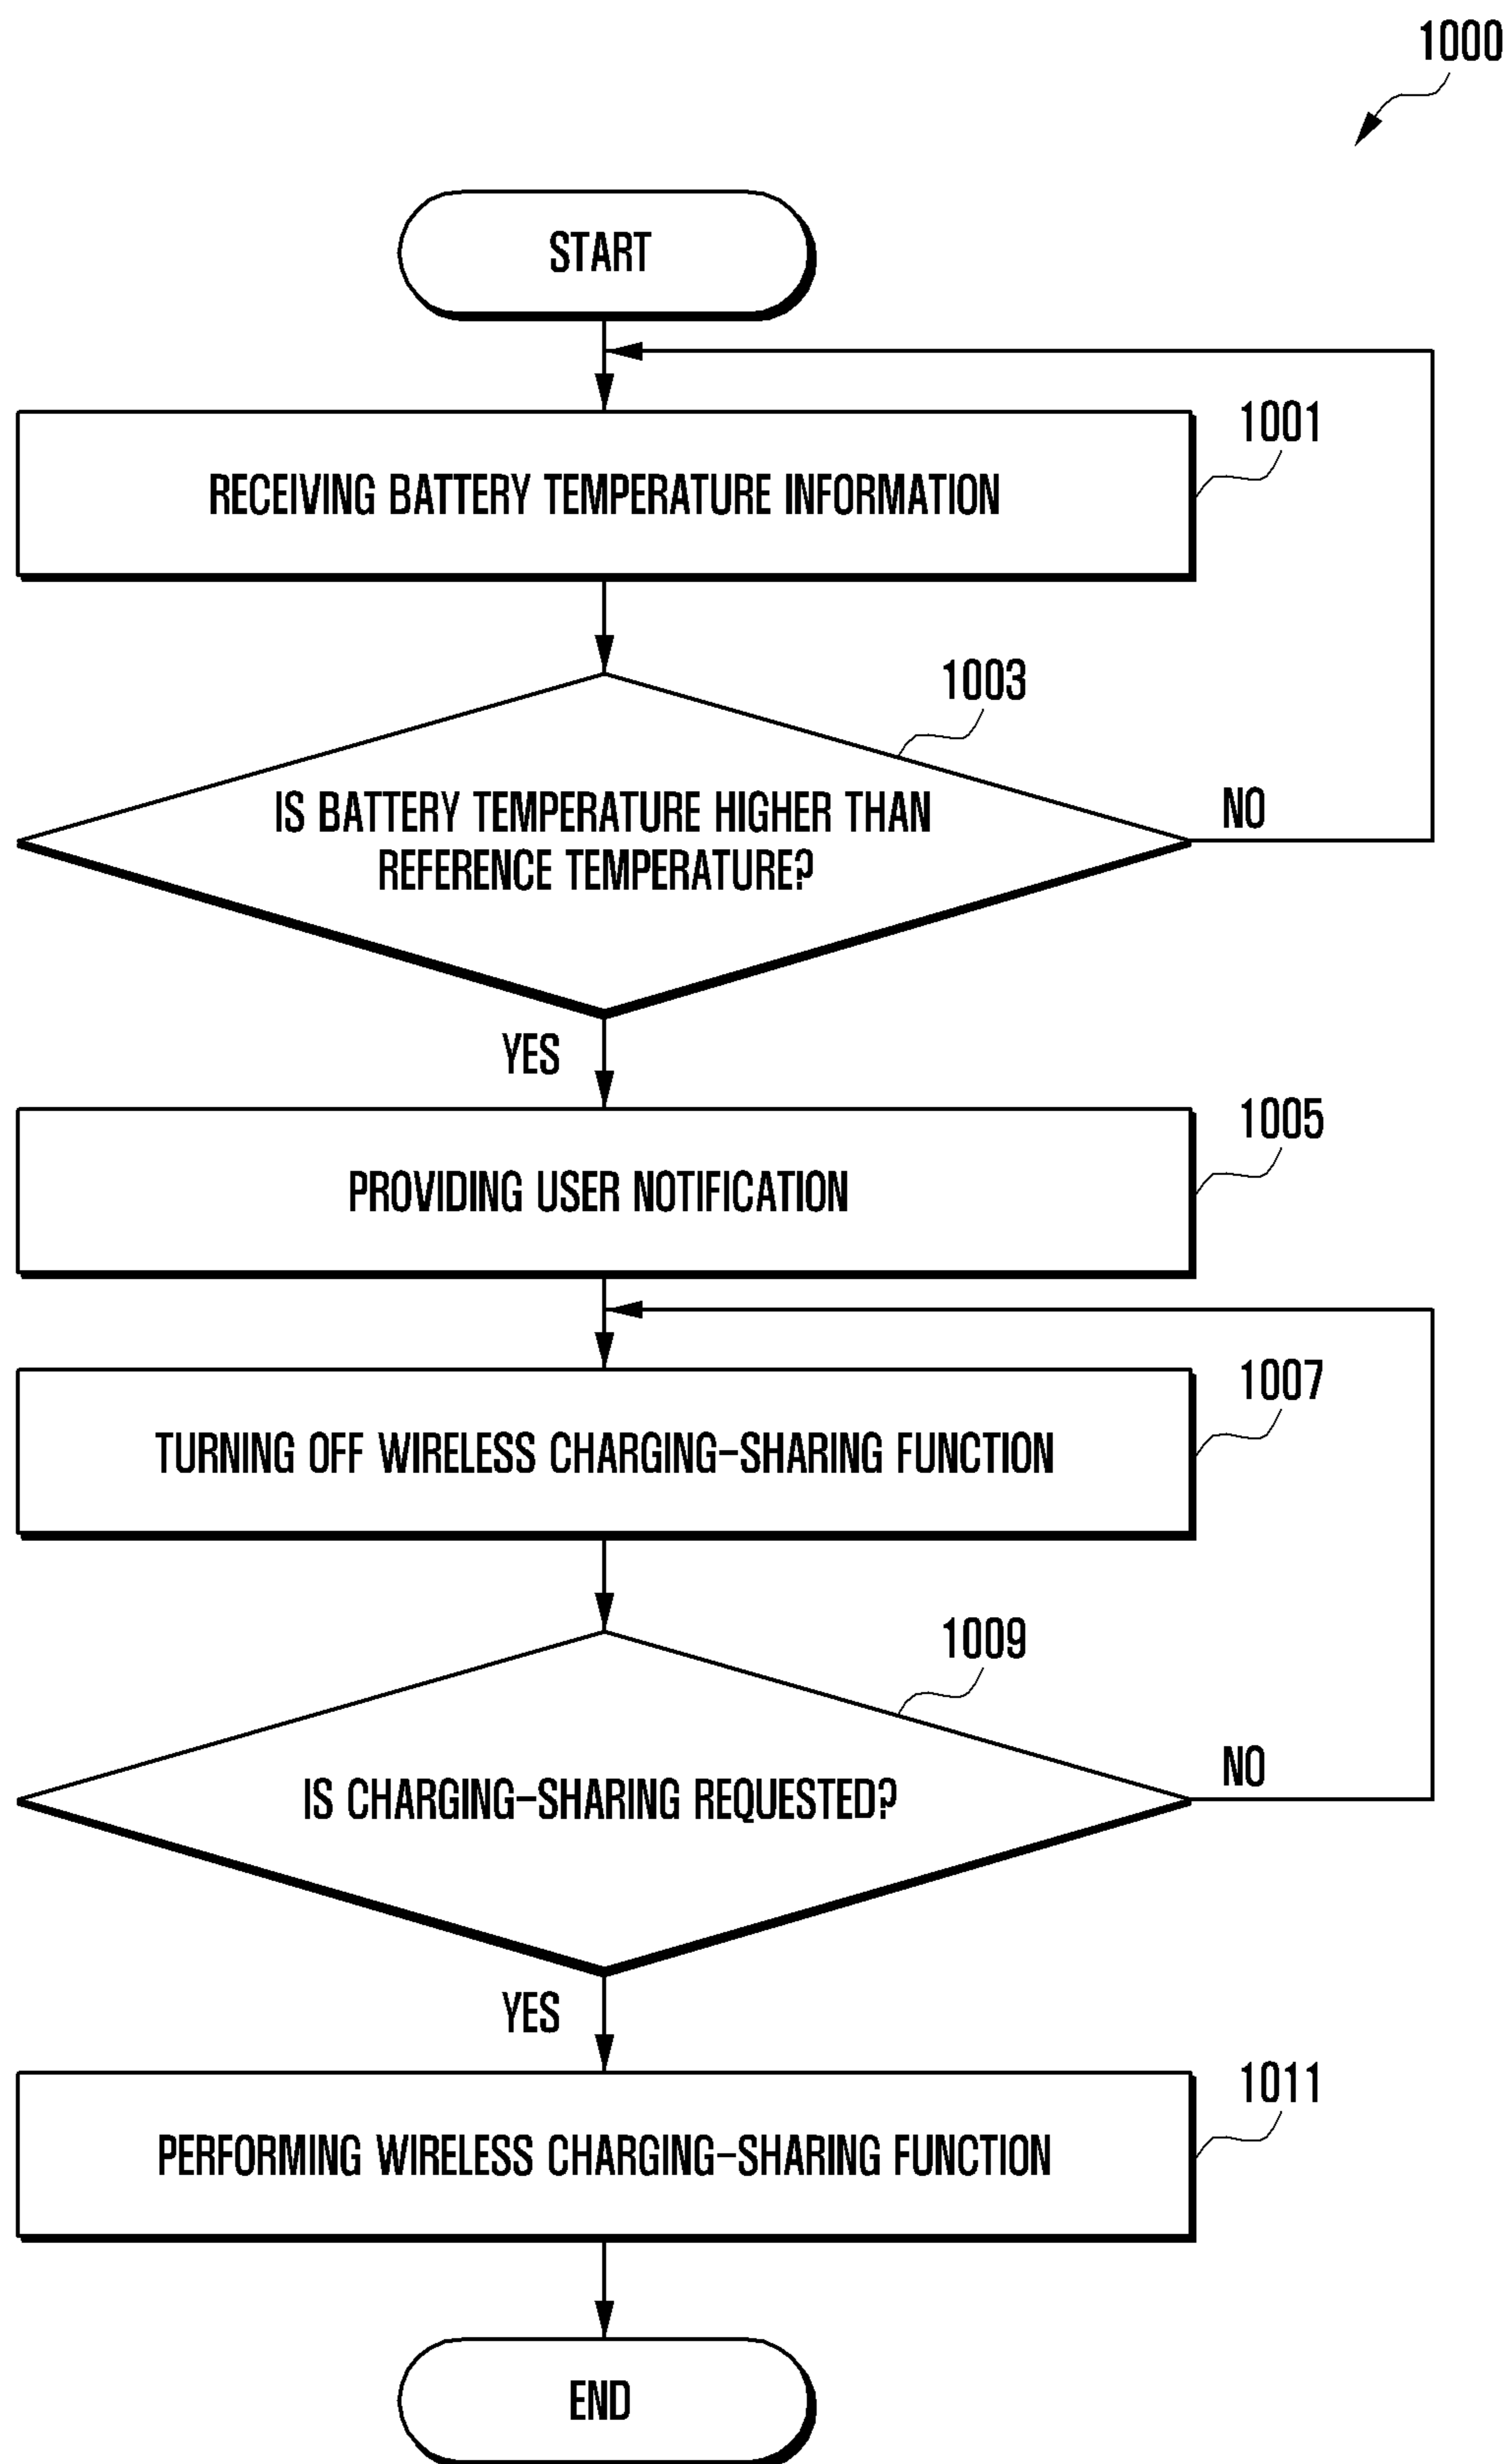 1000
START
RECEIVING BATTERY TEMPERATURE INFORMATION
1001
IS BATTERY TEMPERATURE HIGHER THAN
REFERENCE TEMPERATURE?
1003
NO
YES
PROVIDING USER NOTIFICATION
1005
TURNING OFF WIRELESS CHARGING-SHARING FUNCTION
1007
IS CHARGING-SHARING REQUESTED?
1009
NO
YES
PERFORMING WIRELESS CHARGING-SHARING FUNCTION
1011
END